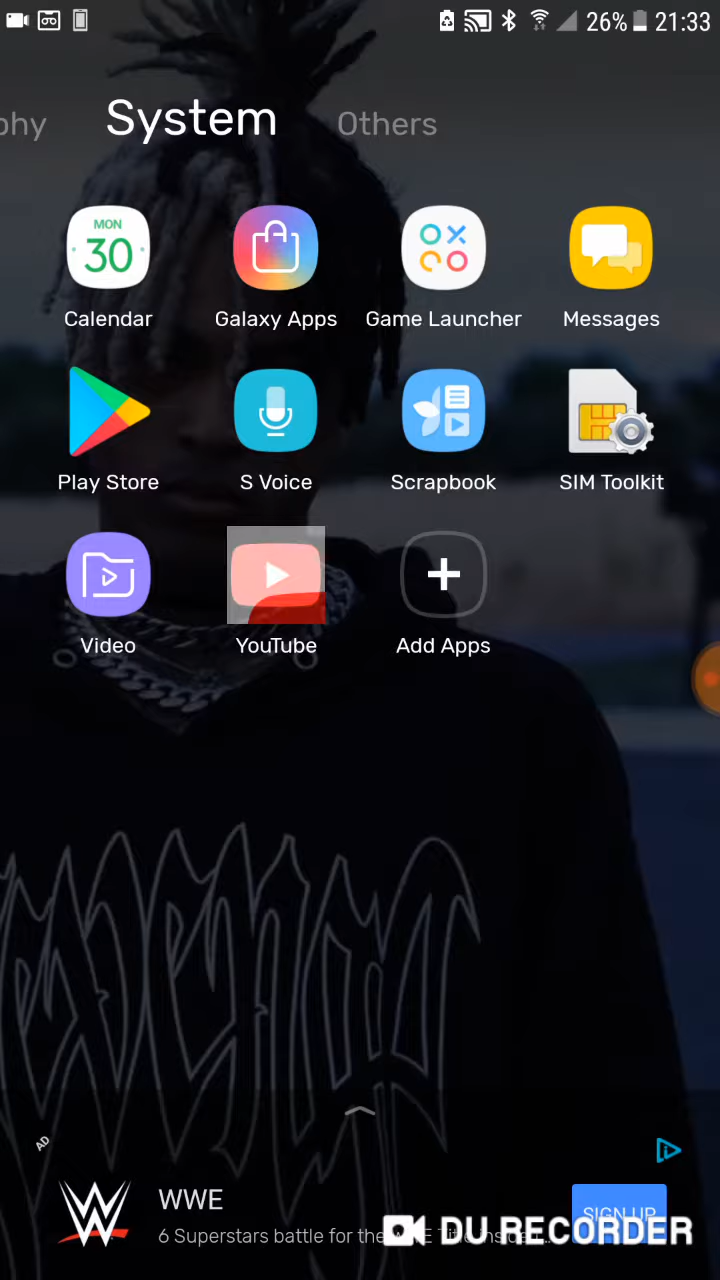 26% 21:33
phy System Others
MON
30
Calendar Galaxy Apps Game Launcher Messages
Play Store S Voice Scrapbook SIM Toolkit
Video YouTube Add Apps
AD
WWE
SIGN UP
6 Superstars battle for the WWE Title
DU RECORDER